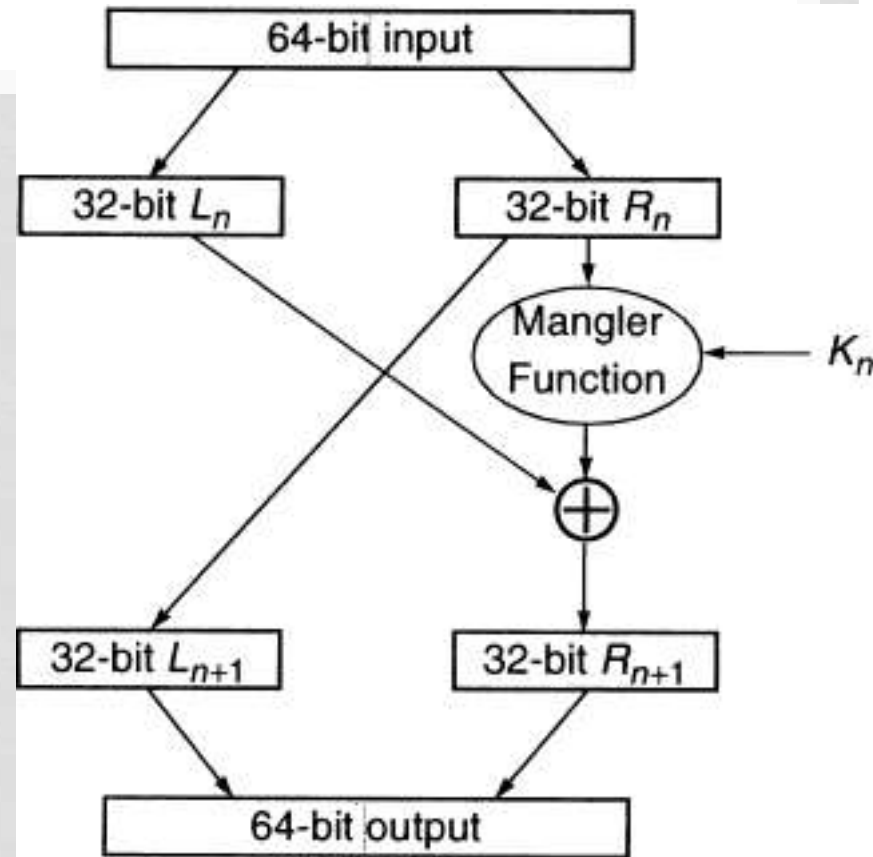 64-bit input
32-bit Lₙ
32-bit Rₙ
Mangler
Function
Kₙ
32-bit Lₙ₊₁
32-bit Rₙ₊₁
64-bit output